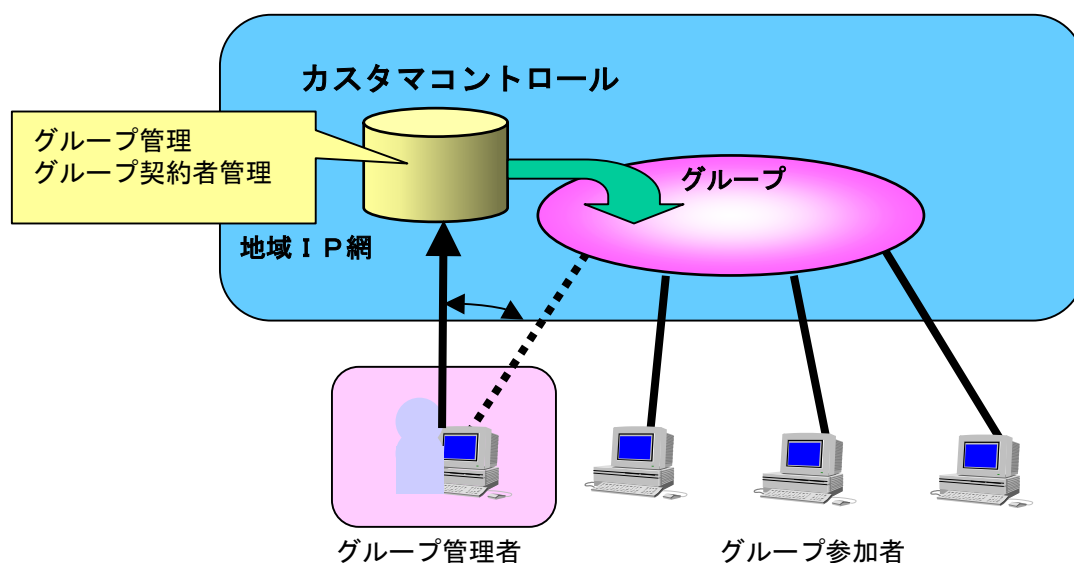 カスタマコントロール
グループ管理
グループ契約者管理
グループ
地域ＩＰ網
グループ管理者
グループ参加者